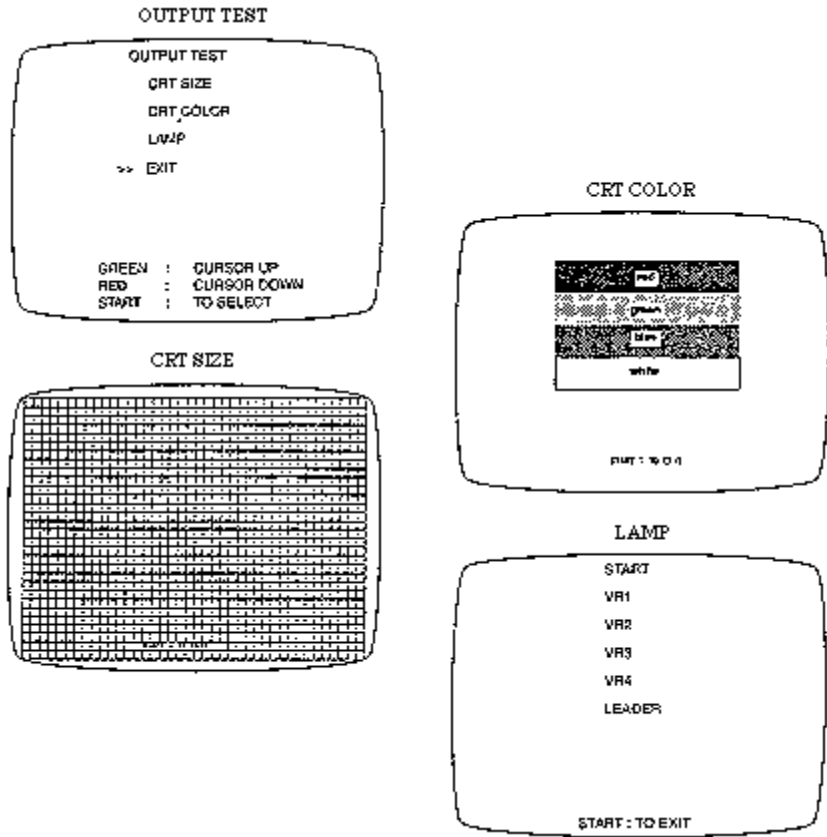 OUTPUT TEST
OUTPUT TEST
CRT SIZE
CRT COLOR
LAMP
>> EXIT
GREEN : CURSOR UP
RED : CURSOR DOWN
START : TO SELECT
CRT SIZE
CRT COLOR
red
green
blue
white
LAMP
START
VR1
VR2
VR3
VR4
LEADER
START : TO EXIT